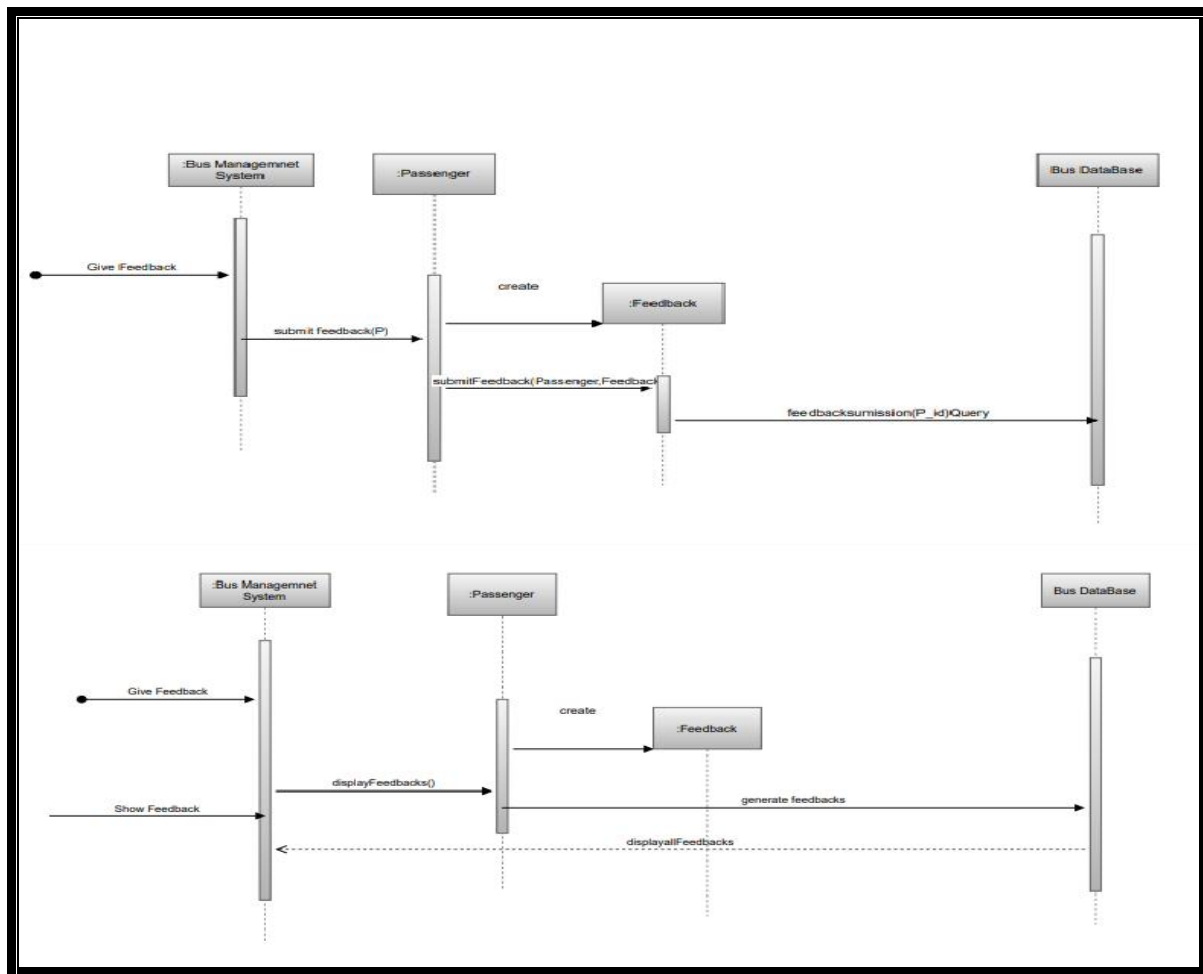 :Bus Managemnet
System
:Passenger
Bus DataBase
Give Feedback
create
:Feedback
submit feedback(P)
submitFeedback(Passenger,Feedback
feedbacksumission(P_id)Query
:Bus Managemnet
System
:Passenger
Bus DataBase
Give Feedback
create
:Feedback
displayFeedbacks()
generate feedbacks
Show Feedback
displayallFeedbacks